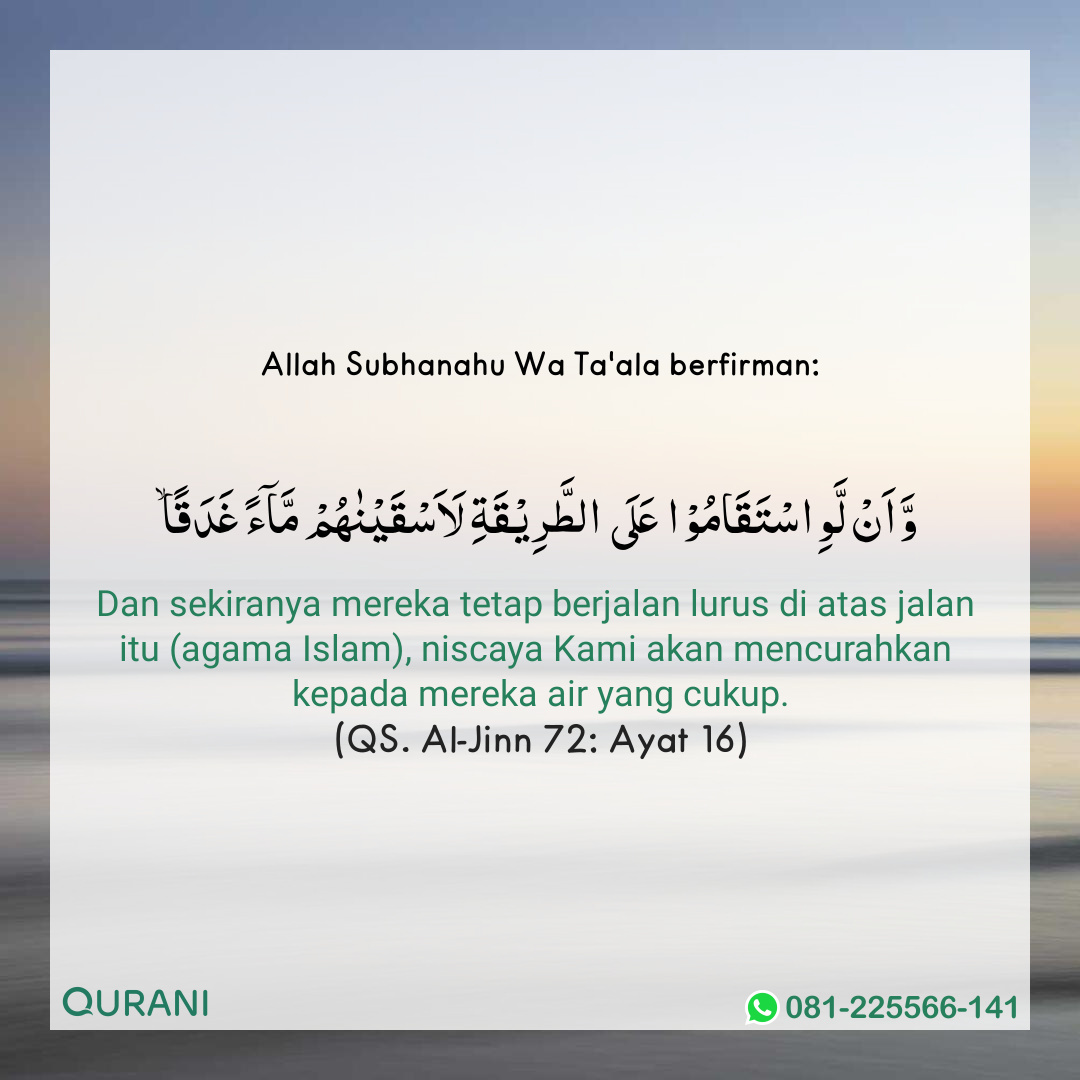 Allah Subhanahu Wa Ta'ala berfirman:
وَّاَنْ لَّوِ اسْتَقَامُوْا عَلَى الطَّرِيْقَةِ لَاَسْقَيْنٰهُمْ مَّآءً غَدَقًاۙ
Dan sekiranya mereka tetap berjalan lurus di atas jalan
itu (agama Islam), niscaya Kami akan mencurahkan
kepada mereka air yang cukup.
(QS. Al-Jinn 72: Ayat 16)
QURANI
081-225566-141